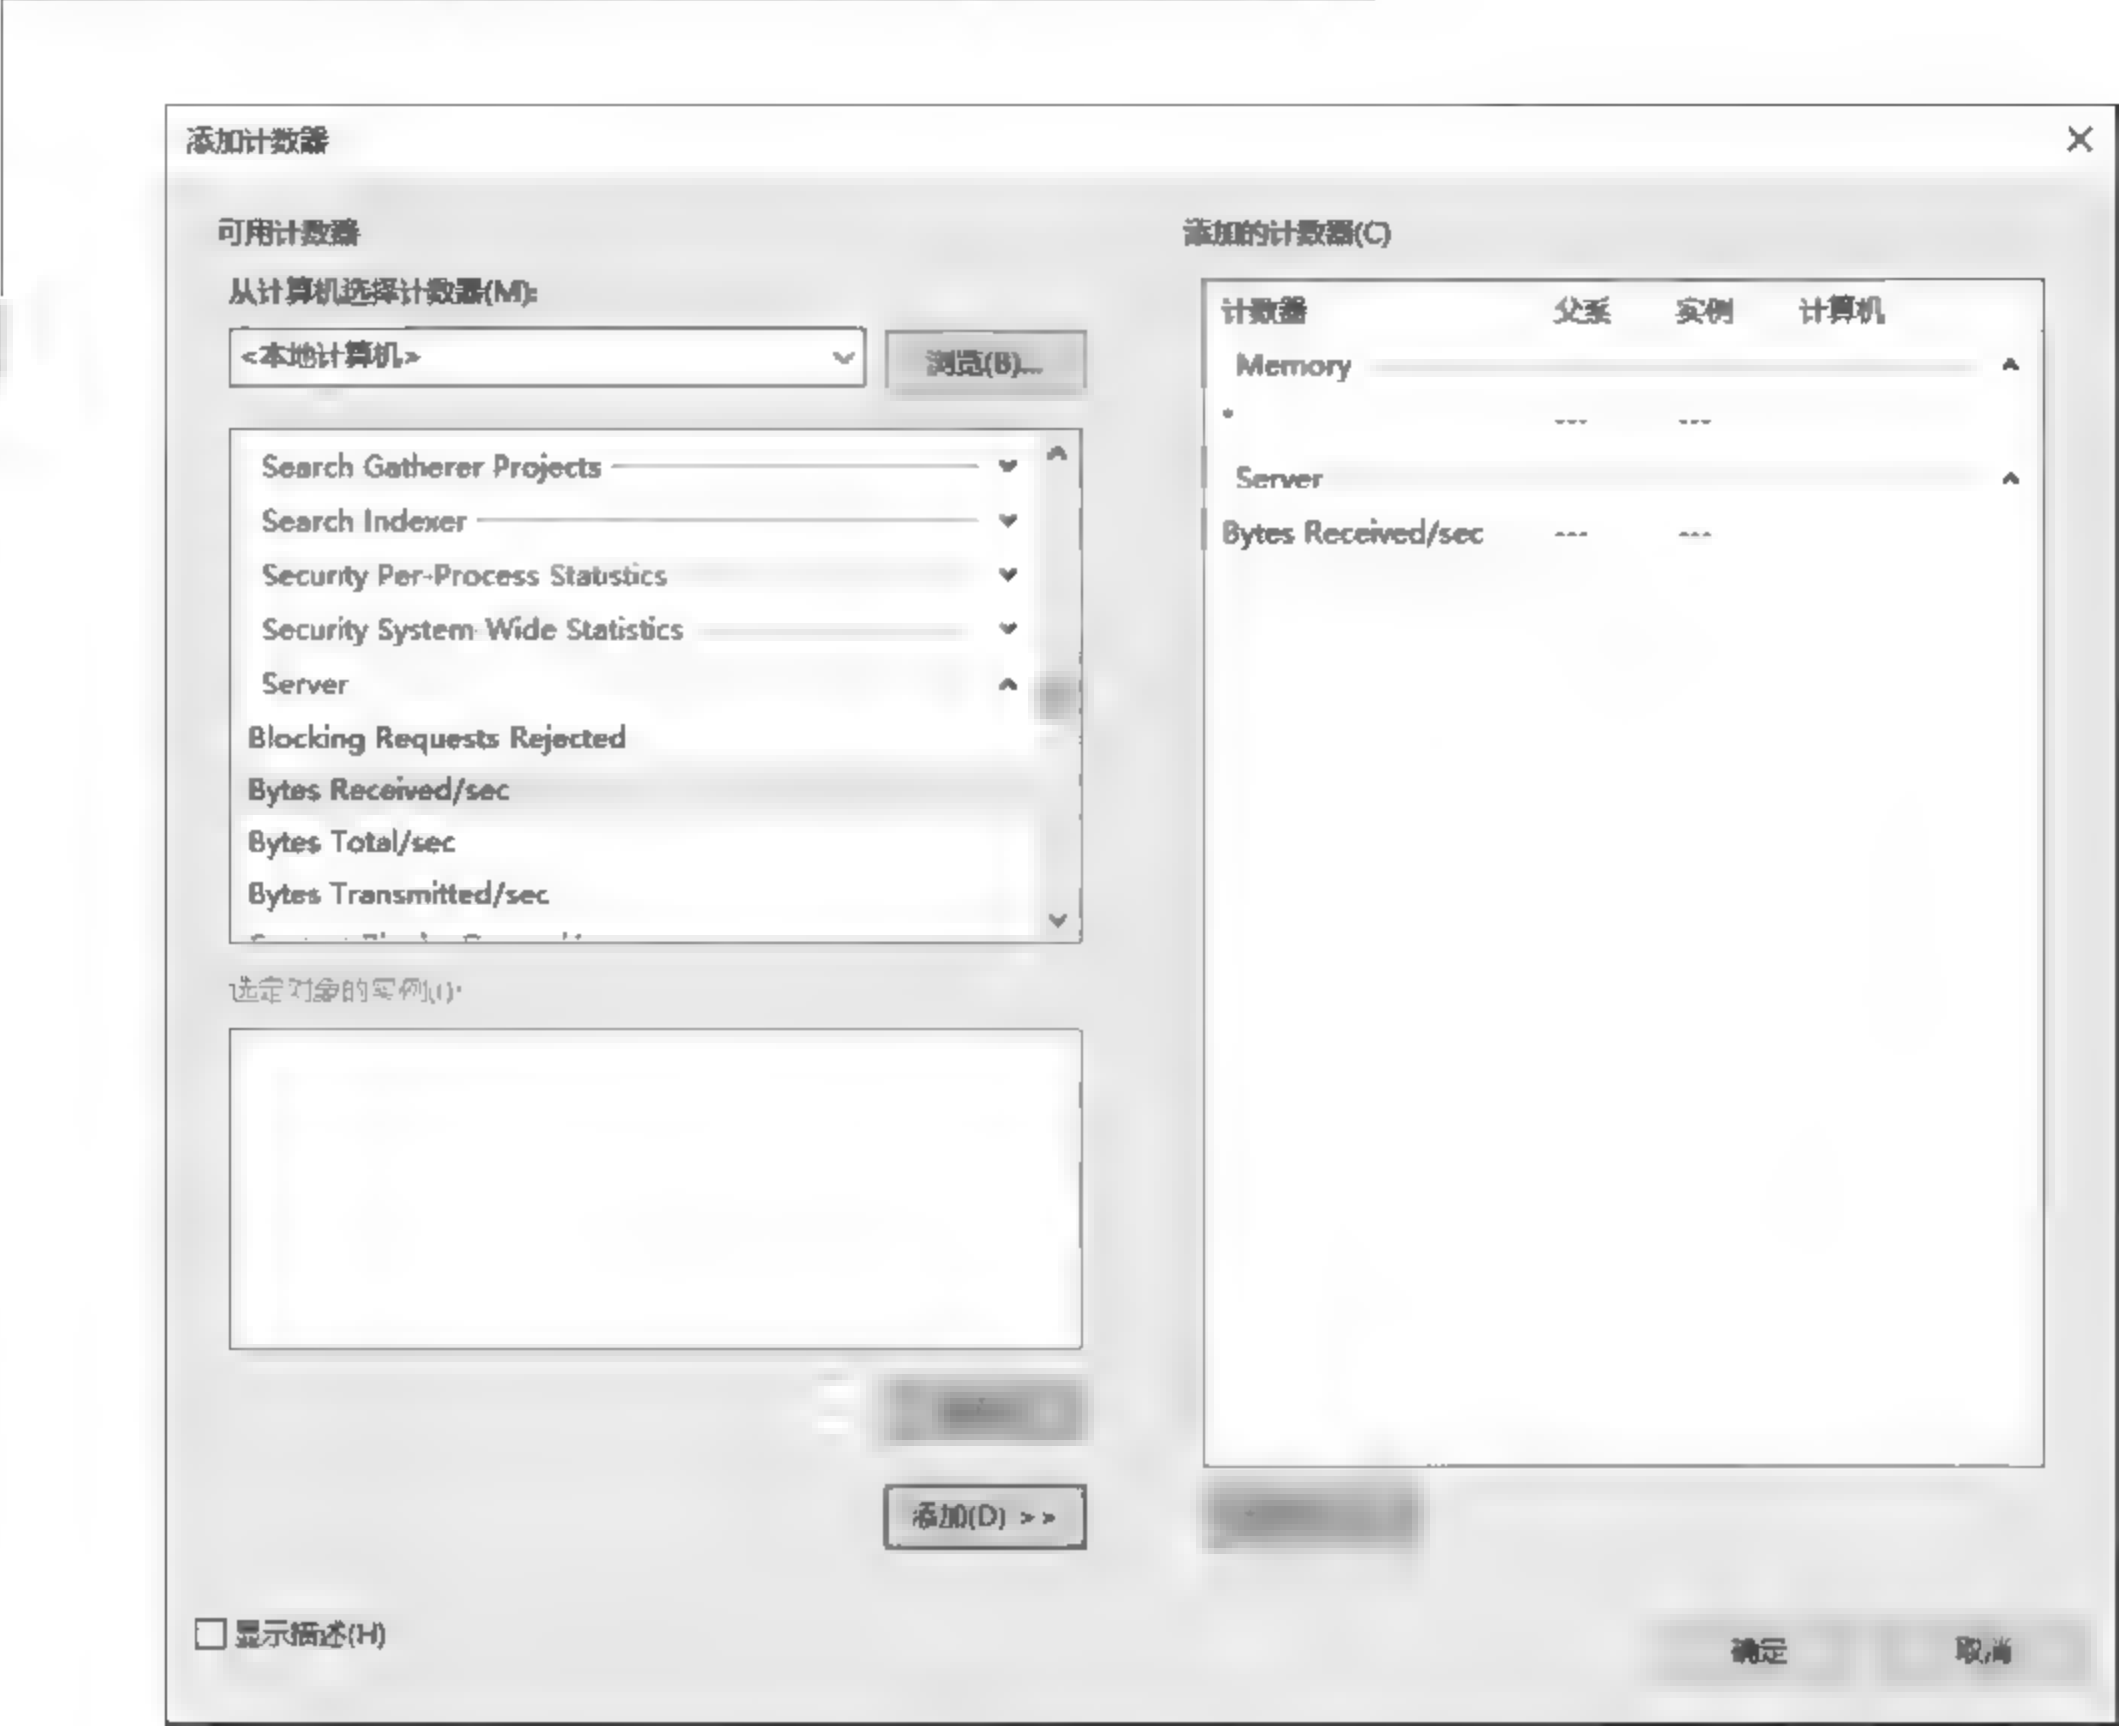 添加计数器
可用计数器
从计算机选择计数器(M):
<本地计算机>
浏览(B)...
Search Gatherer Projects
Search Indexer
Security Per-Process Statistics
Security System-Wide Statistics
Server
Blocking Requests Rejected
Bytes Received/sec
Bytes Total/sec
Bytes Transmitted/sec
选定对象的实例(I):
添加(D) >>
显示描述(H)
添加的计数器(C)
计数器 父系 实例 计算机
Memory
* --- ---
Server
Bytes Received/sec --- ---
确定
取消